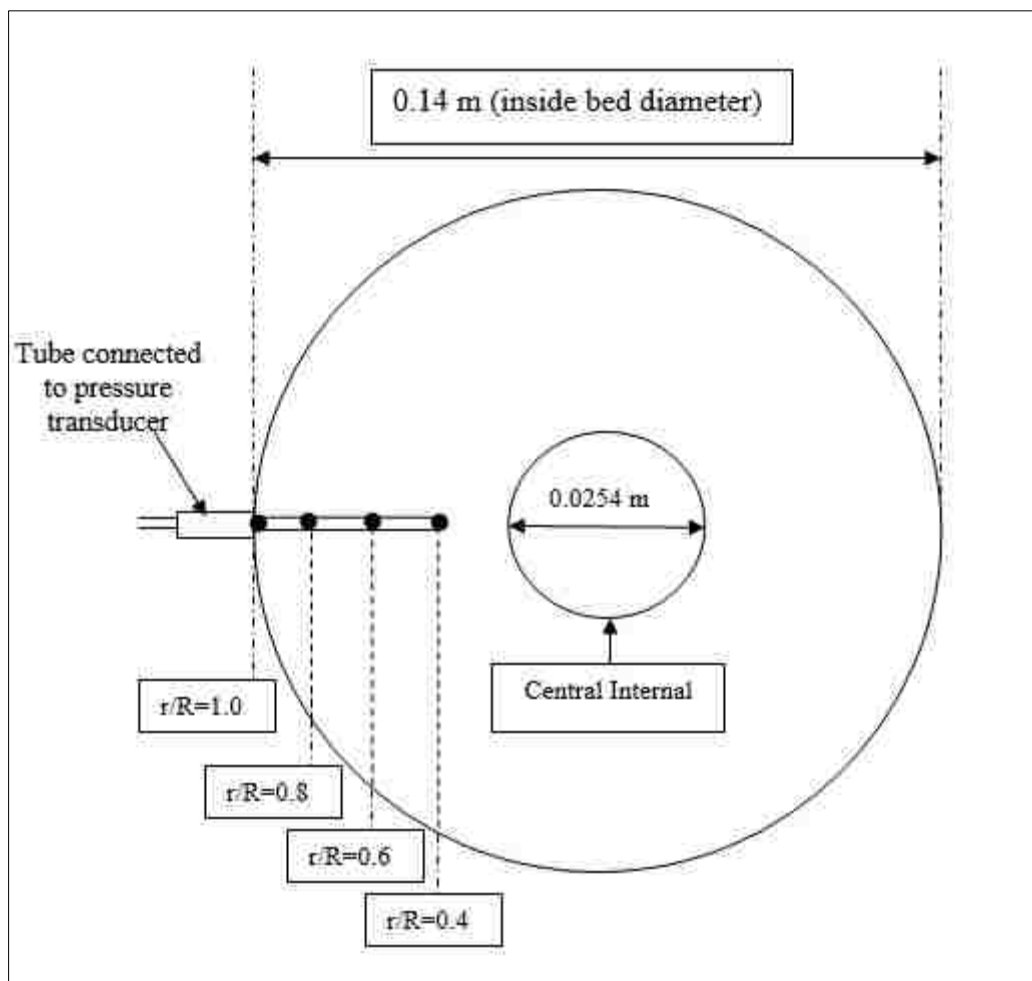 0.14 m (inside bed diameter)
Tube connected
to pressure
transducer
0.0254 m
Central Internal
r/R=1.0
r/R=0.8
r/R=0.6
r/R=0.4